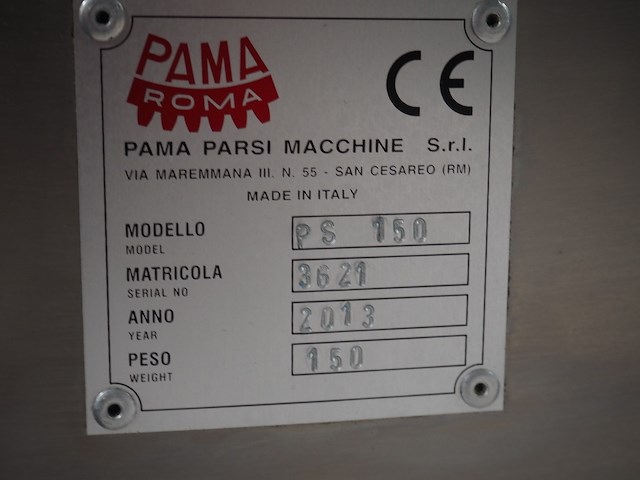 PAMA
ROMA
CE
PAMA PARSI MACCHINE S.r.l.
VIA MAREMMANA III. N. 55 - SAN CESAREO (RM)
MADE IN ITALY
MODELLO PS 150
MODEL
MATRICOLA 3621
SERIAL NO
ANNO 2013
YEAR
PESO 150
WEIGHT